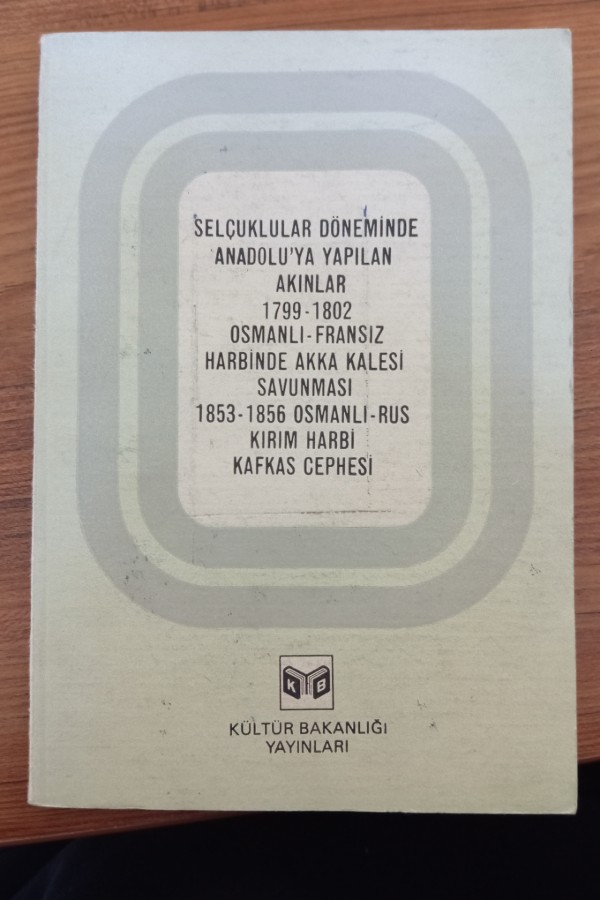 SELÇUKLULAR DÖNEMİNDE
ANADOLU'YA YAPILAN
AKINLAR
1799-1802
OSMANLI-FRANSIZ
HARBİNDE AKKA KALESİ
SAVUNMASI
1853-1856 OSMANLI-RUS
KIRIM HARBİ
KAFKAS CEPHESİ
K B
KÜLTÜR BAKANLIĞI
YAYINLARI